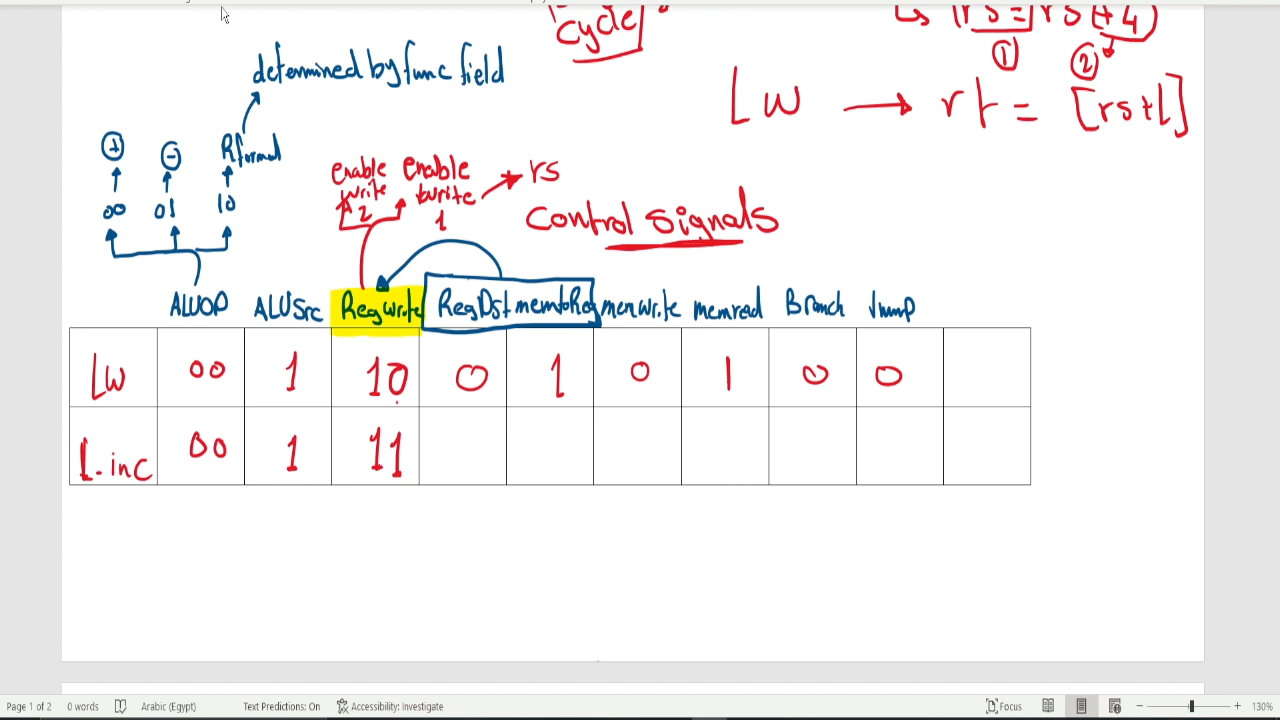 cycle
rs = rs + 4
① ②
determined by func field
Lw → rt = [rs+L]
+ - Rformat
00 01 10
enable write 2
enable write 1
rs
Control signals
ALUOP ALUSrc RegWrite RegDst memtoReg memwrite memread Branch Jump
Lw 00 1 10 0 1 0 1 0 0
L.inc 00 1 11
Page 1 of 2 0 words Arabic (Egypt) Text Predictions: On Accessibility: Investigate Focus 130%